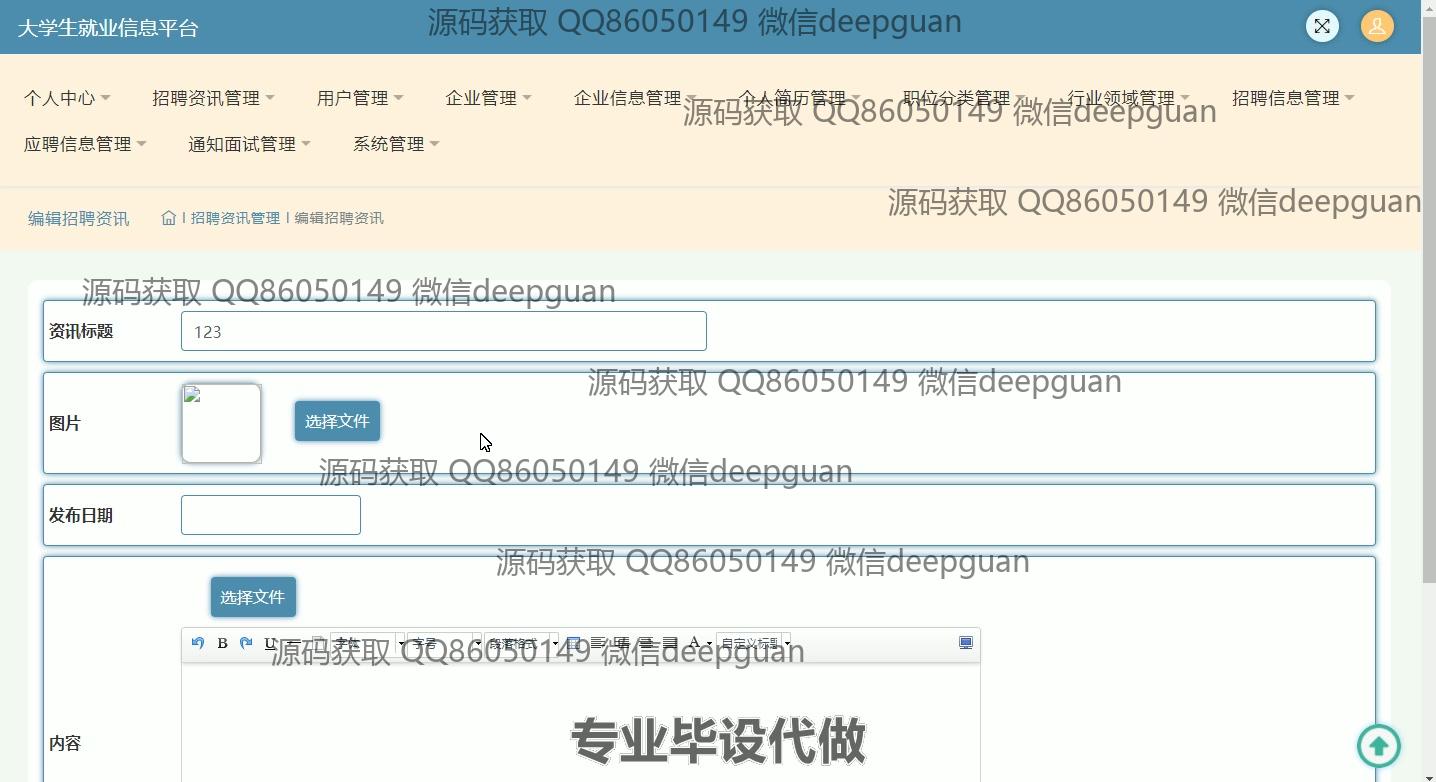 大学生就业信息平台
源码获取 QQ86050149 微信deepguan
个人中心 招聘资讯管理 用户管理 企业管理 企业信息管理 个人简历管理 职位分类管理 行业领域管理 招聘信息管理
源码获取 QQ86050149 微信deepguan
应聘信息管理 通知面试管理 系统管理
源码获取 QQ86050149 微信deepguan
编辑招聘资讯 招聘资讯管理 编辑招聘资讯
源码获取 QQ86050149 微信deepguan
资讯标题 123
源码获取 QQ86050149 微信deepguan
图片 选择文件
源码获取 QQ86050149 微信deepguan
发布日期
源码获取 QQ86050149 微信deepguan
选择文件
B U 字体 字号 段落格式 A 自定义标题
源码获取 QQ86050149 微信deepguan
专业毕设代做
内容